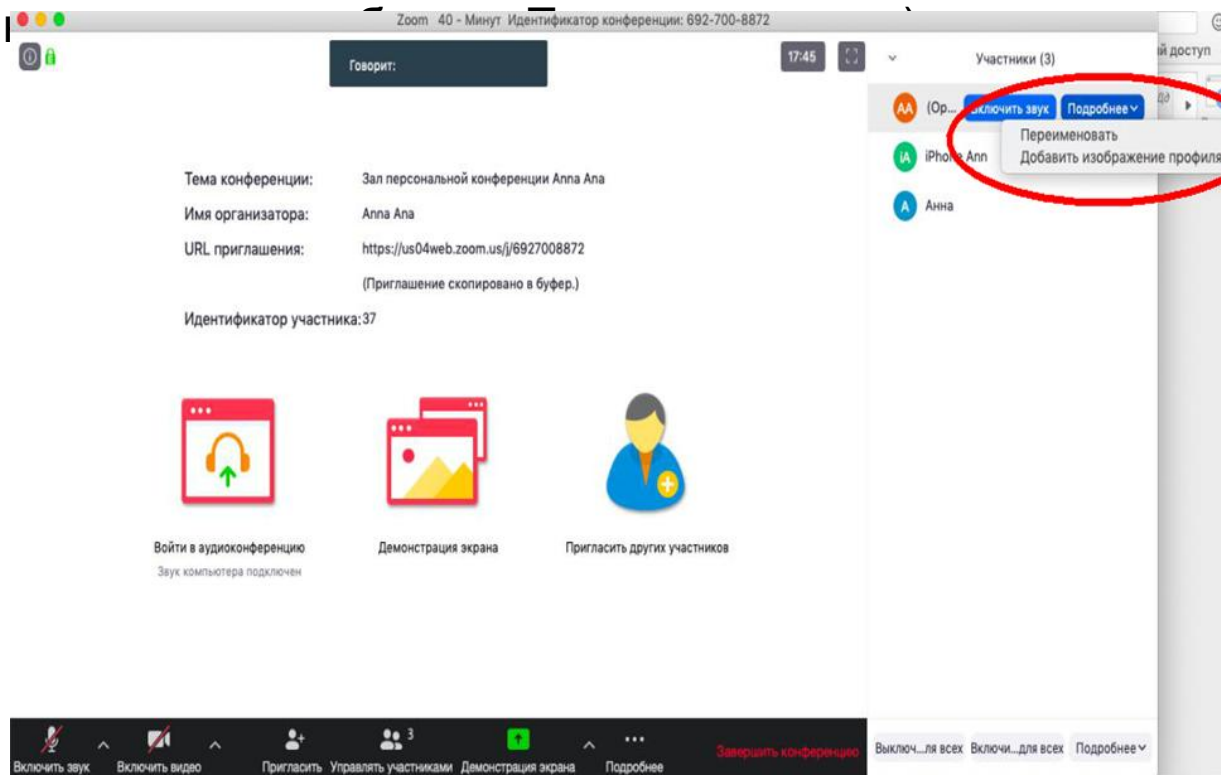 Zoom 40 - Минут Идентификатор конференции: 692-700-8872
Говорит:
17:45
Участники (3)
й доступ
AA (Ор... Включить звук Подробнее
Переименовать
Добавить изображение профиля
iA iPhone Ann
А Анна
Тема конференции: Зал персональной конференции Anna Ana
Имя организатора: Anna Ana
URL приглашения: https://us04web.zoom.us/j/6927008872
(Приглашение скопировано в буфер.)
Идентификатор участника: 37
Войти в аудиоконференцию
Звук компьютера подключен
Демонстрация экрана
Пригласить других участников
Включить звук
Включить видео
Пригласить
3
Управлять участниками
Демонстрация экрана
Подробнее
Завершить конференцию
Выключ...ля всех Включи...для всех Подробнее